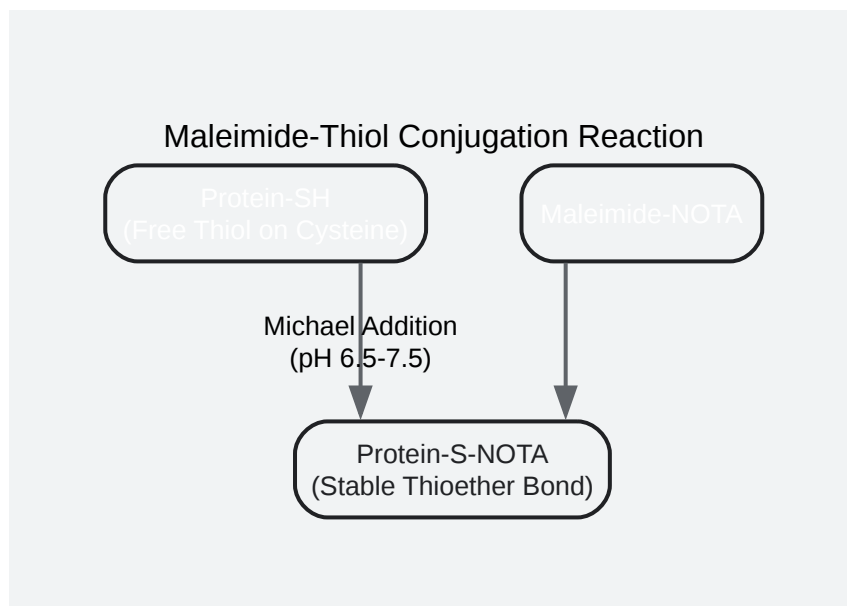 Maleimide-Thiol Conjugation Reaction
Protein-SH
(Free Thiol on Cysteine)
Maleimide-NOTA
Michael Addition
(pH 6.5-7.5)
Protein-S-NOTA
(Stable Thioether Bond)